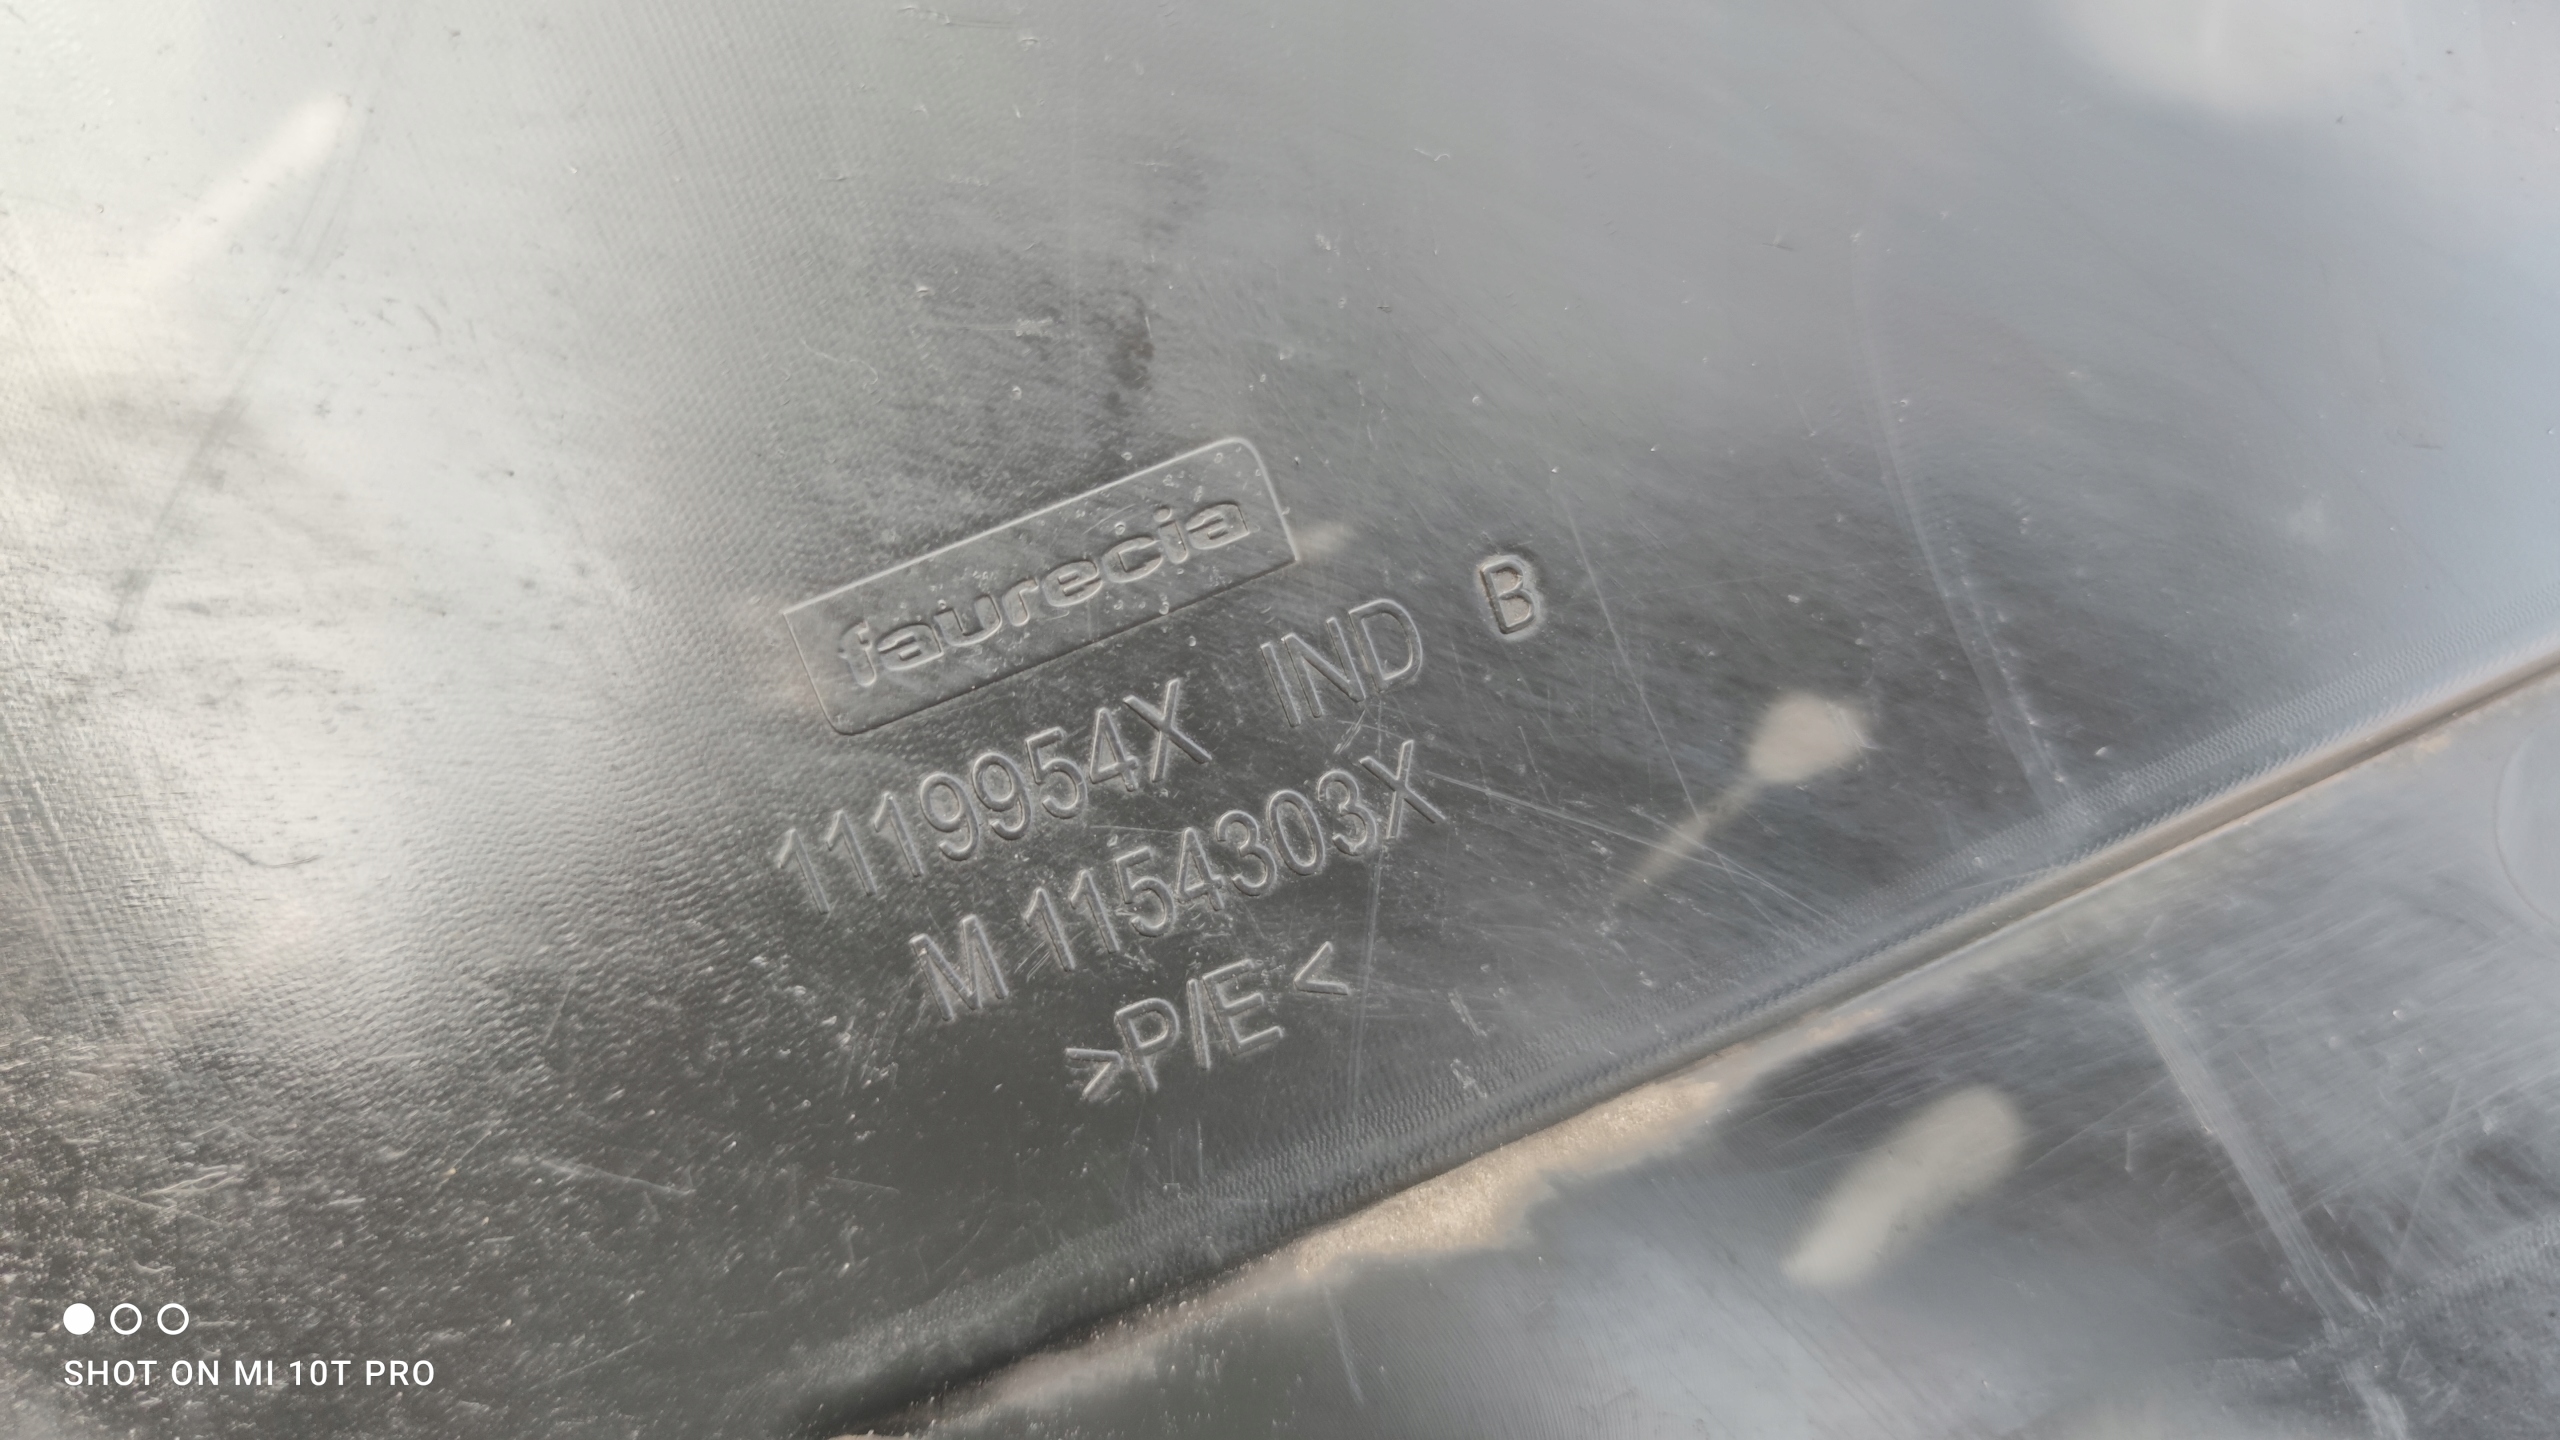 faurecia
1119954X IND B
M 1154303X
>P/E<
SHOT ON MI 10T PRO